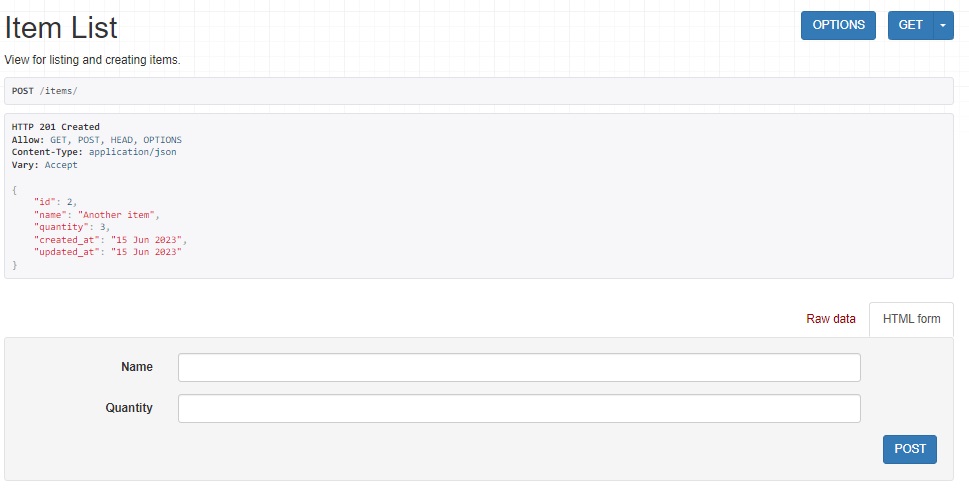 Item List
OPTIONS
GET
View for listing and creating items.
POST /items/
HTTP 201 Created
Allow: GET, POST, HEAD, OPTIONS
Content-Type: application/json
Vary: Accept
{
    "id": 2,
    "name": "Another item",
    "quantity": 3,
    "created_at": "15 Jun 2023",
    "updated_at": "15 Jun 2023"
}
Raw data
HTML form
Name
Quantity
POST